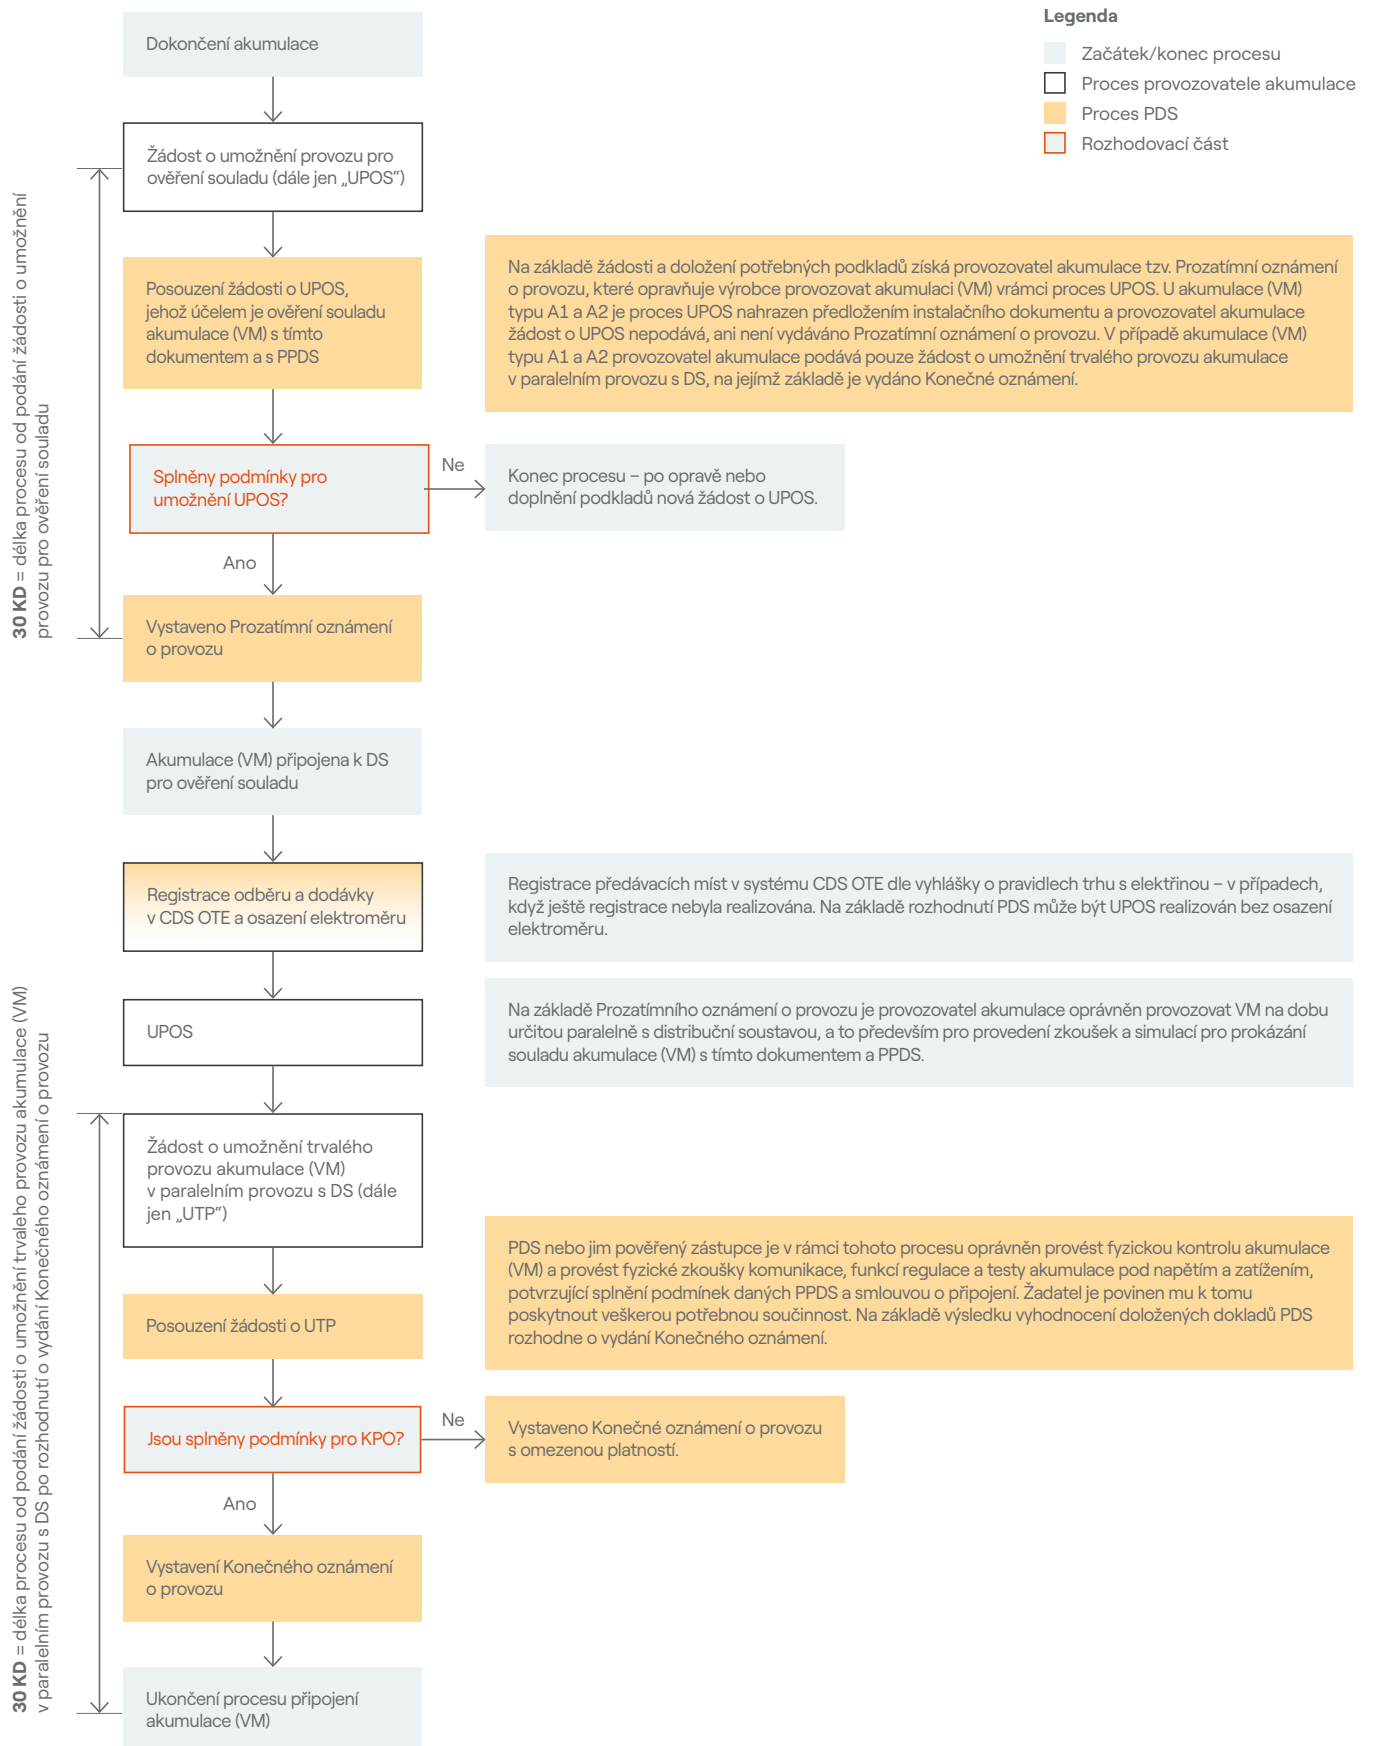 Legenda
Začátek/konec procesu
Proces provozovatele akumulace
Proces PDS
Rozhodovací část
Dokončení akumulace
Žádost o umožnění provozu pro
ověření souladu (dále jen „UPOS“)
30 KD = délka procesu od podání žádosti o umožnění
provozu pro ověření souladu
Posouzení žádosti o UPOS,
jehož účelem je ověření souladu
akumulace (VM) s tímto
dokumentem a s PPDS
Na základě žádosti a doložení potřebných podkladů získá provozovatel akumulace tzv. Prozatímní oznámení
o provozu, které opravňuje výrobce provozovat akumulaci (VM) vrámci proces UPOS. U akumulace (VM)
typu A1 a A2 je proces UPOS nahrazen předložením instalačního dokumentu a provozovatel akumulace
žádost o UPOS nepodává, ani není vydáváno Prozatímní oznámení o provozu. V případě akumulace (VM)
typu A1 a A2 provozovatel akumulace podává pouze žádost o umožnění trvalého provozu akumulace
v paralelním provozu s DS, na jejímž základě je vydáno Konečné oznámení.
Splněny podmínky pro
umožnění UPOS?
Ne
Konec procesu – po opravě nebo
doplnění podkladů nová žádost o UPOS.
Ano
Vystaveno Prozatímní oznámení
o provozu
Akumulace (VM) připojena k DS
pro ověření souladu
Registrace odběru a dodávky
v CDS OTE a osazení elektroměru
Registrace předávacích míst v systému CDS OTE dle vyhlášky o pravidlech trhu s elektřinou – v případech,
když ještě registrace nebyla realizována. Na základě rozhodnutí PDS může být UPOS realizován bez osazení
elektroměru.
UPOS
Na základě Prozatímního oznámení o provozu je provozovatel akumulace oprávněn provozovat VM na dobu
určitou paralelně s distribuční soustavou, a to především pro provedení zkoušek a simulací pro prokázání
souladu akumulace (VM) s tímto dokumentem a PPDS.
30 KD = délka procesu od podání žádosti o umožnění trvaleho provozu akumulace (VM)
v paralelním provozu s DS po rozhodnutí o vydání Konečného oznámení o provozu
Žádost o umožnění trvalého
provozu akumulace (VM)
v paralelním provozu s DS (dále
jen „UTP“)
Posouzení žádosti o UTP
PDS nebo jim pověřený zástupce je v rámci tohoto procesu oprávněn provést fyzickou kontrolu akumulace
(VM) a provést fyzické zkoušky komunikace, funkcí regulace a testy akumulace pod napětím a zatížením,
potvrzující splnění podmínek daných PPDS a smlouvou o připojení. Žadatel je povinen mu k tomu
poskytnout veškerou potřebnou součinnost. Na základě výsledku vyhodnocení doložených dokladů PDS
rozhodne o vydání Konečného oznámení.
Jsou splněny podmínky pro KPO?
Ne
Vystaveno Konečné oznámení o provozu
s omezenou platností.
Ano
Vystavení Konečného oznámení
o provozu
Ukončení procesu připojení
akumulace (VM)